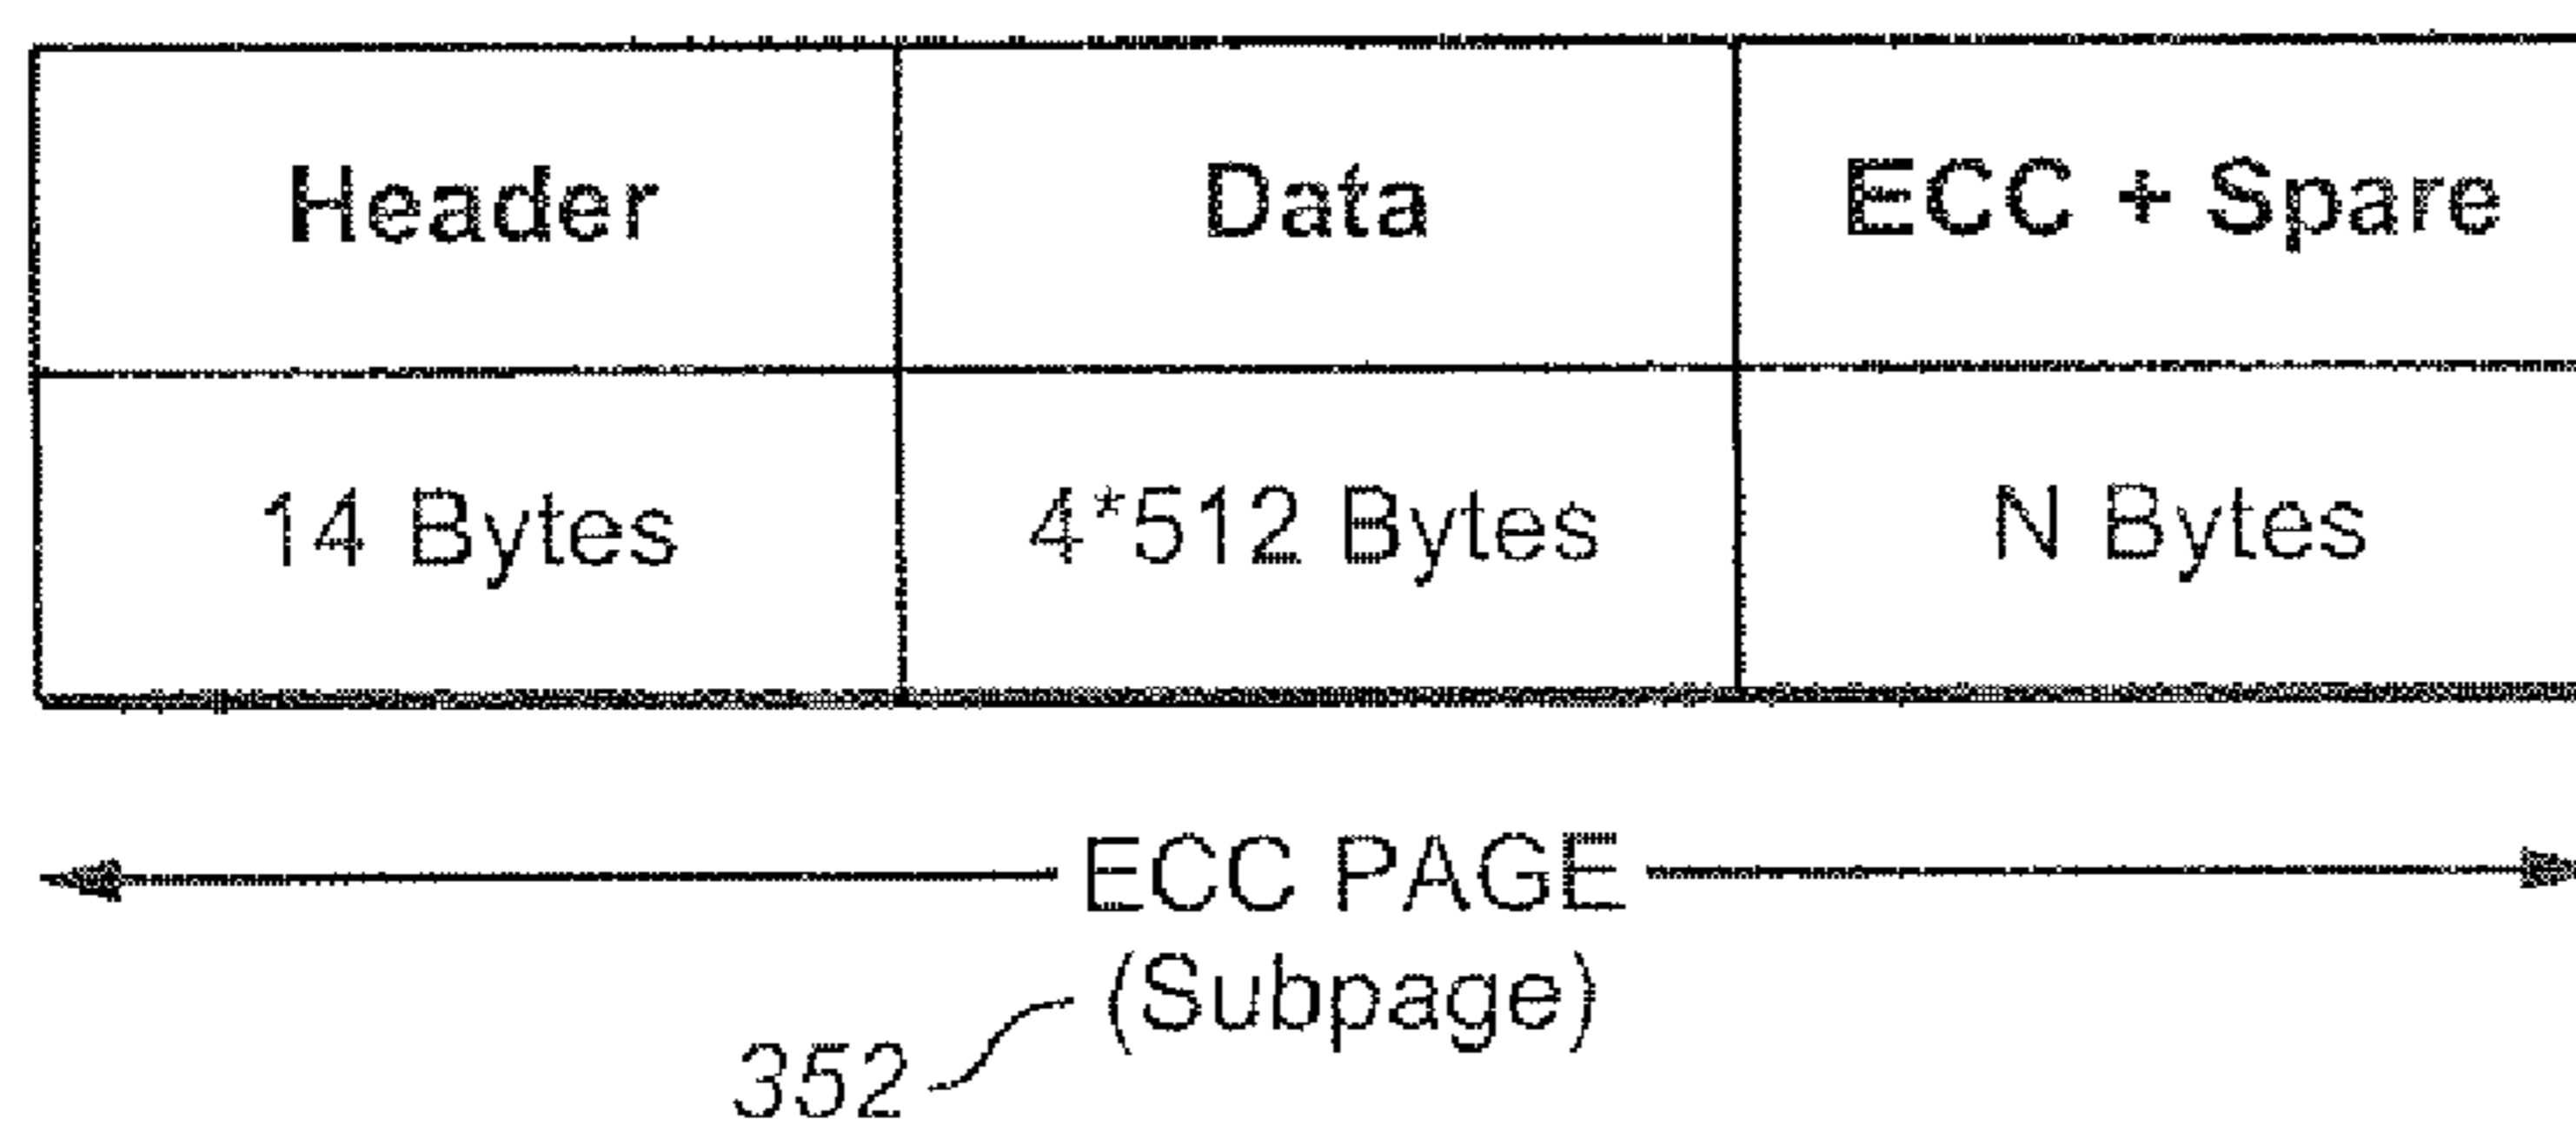 Header Data ECC + Spare
14 Bytes 4*512 Bytes N Bytes
ECC PAGE
(Subpage)
352